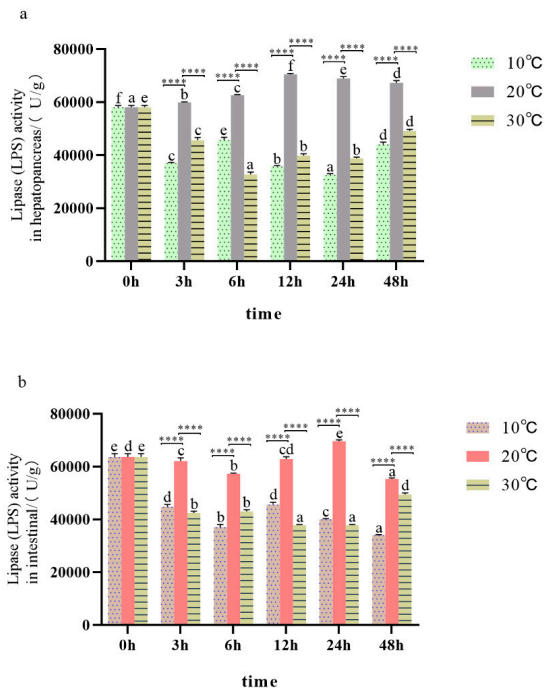 a
Lipase (LPS) activity
in hepatopancreas/( U/g)
80000
60000
40000
20000
0
f a e
c b c
e c a
b f b
a e b
c d d
**** ****
**** ****
**** ****
**** ****
**** ****
0h 3h 6h 12h 24h 48h
time
10℃
20℃
30℃
b
Lipase (LPS) activity
in intestinal/( U/g)
80000
60000
40000
20000
0
e d e
d c b
b b b
d cd a
c e a
a a d
**** ****
**** ****
**** ****
**** ****
**** ****
0h 3h 6h 12h 24h 48h
time
10℃
20℃
30℃